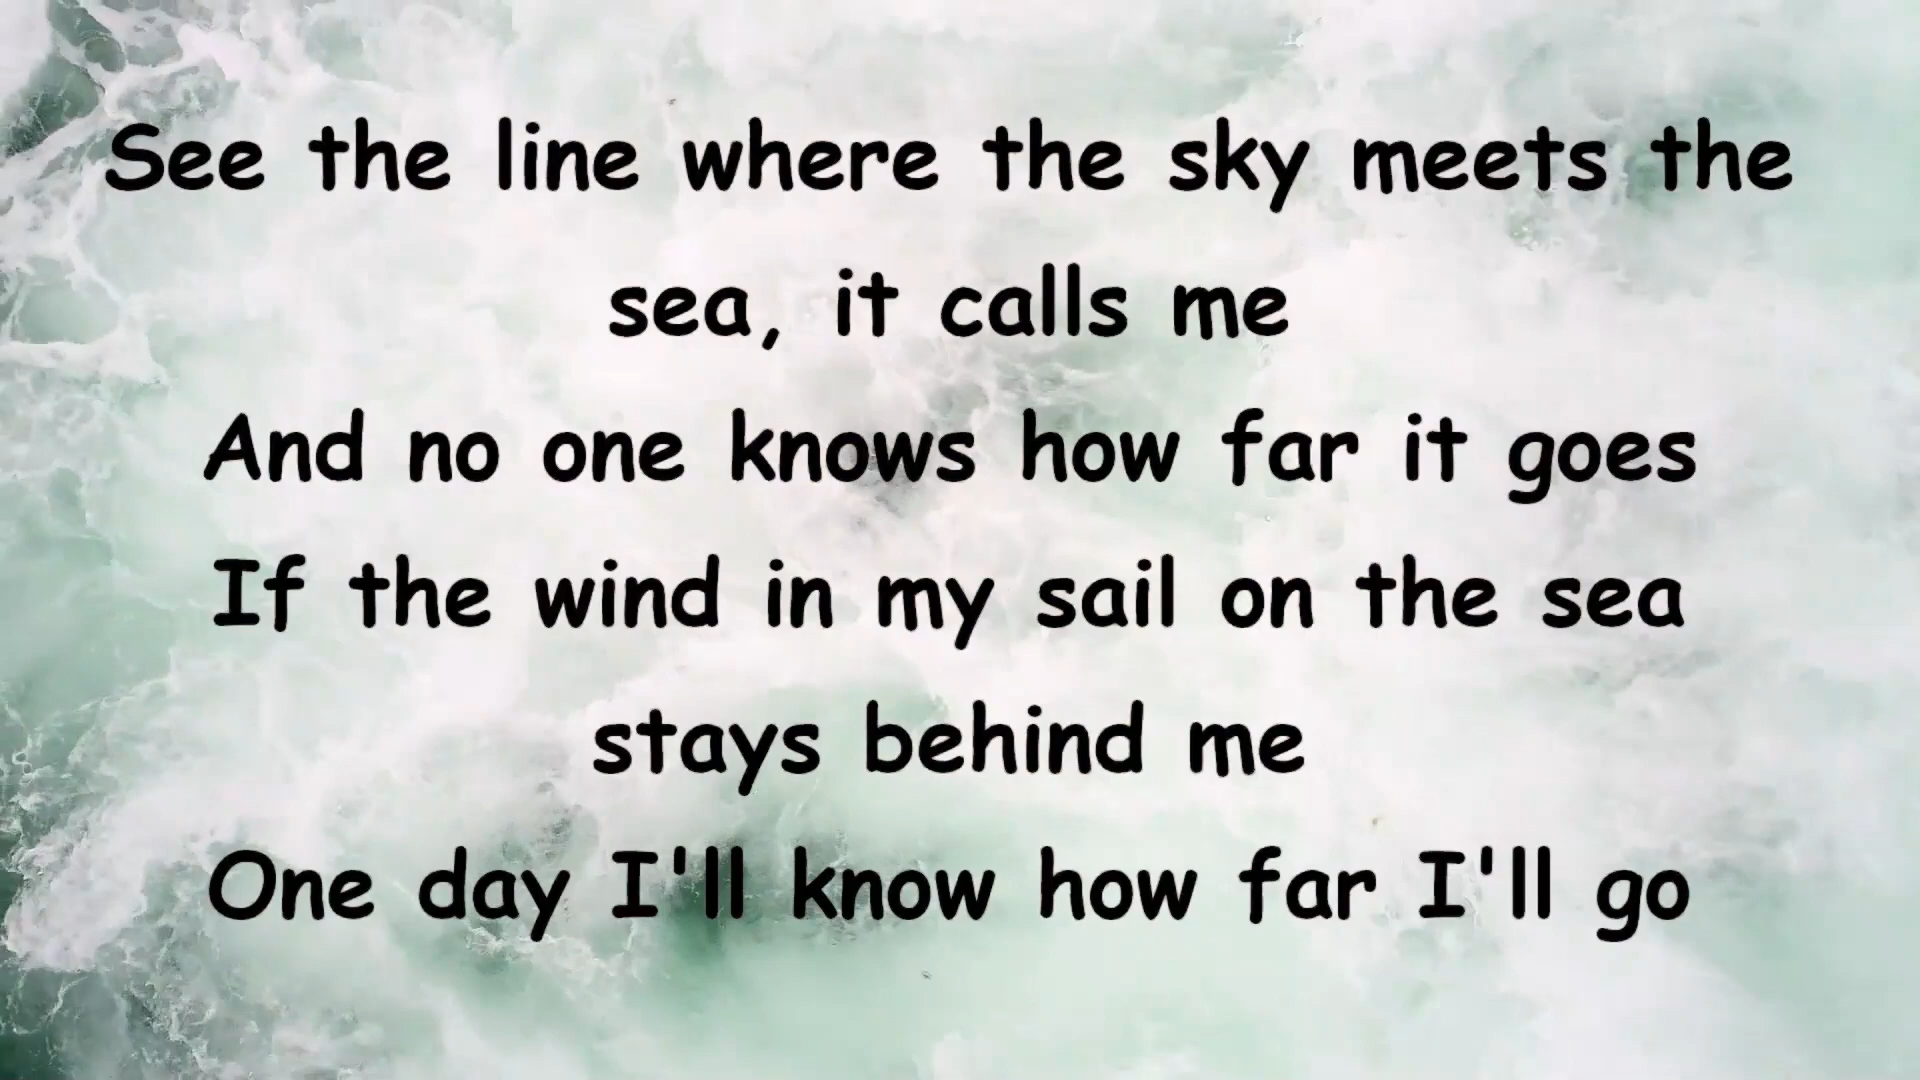 See the line where the sky meets the
sea, it calls me
And no one knows how far it goes
If the wind in my sail on the sea
stays behind me
One day I'll know how far I'll go